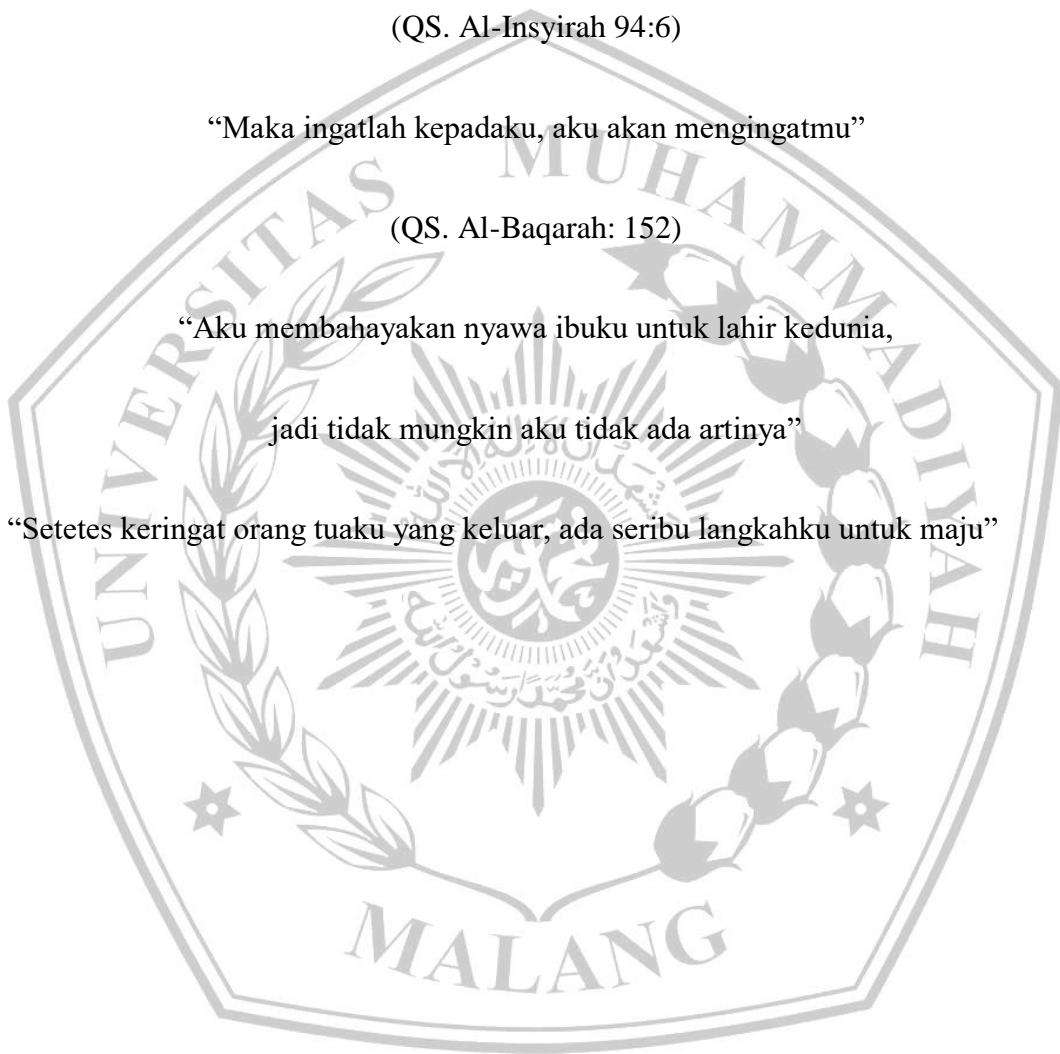 (QS. Al-Insyirah 94:6)
“Maka ingatlah kepadaku, aku akan mengingatmu”
(QS. Al-Baqarah: 152)
“Aku membahayakan nyawa ibuku untuk lahir kedunia,
jadi tidak mungkin aku tidak ada artinya”
“Setetes keringat orang tuaku yang keluar, ada seribu langkahku untuk maju”
UNIVERSITAS MUHAMMADIYAH
MALANG